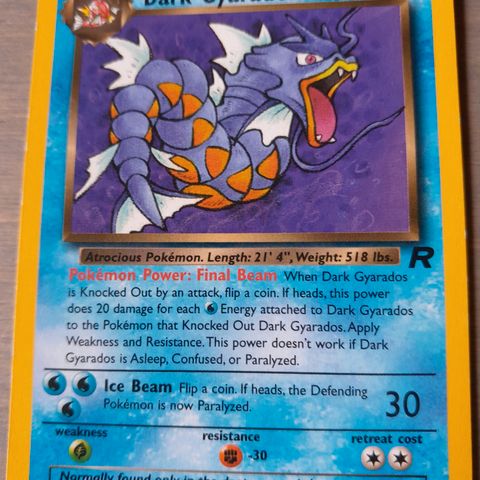 Dark Gyarados
Atrocious Pokémon. Length: 21' 4", Weight: 518 lbs.
R
Pokémon Power: Final Beam When Dark Gyarados
is Knocked Out by an attack, flip a coin. If heads, this power
does 20 damage for each Energy attached to Dark Gyarados
to the Pokémon that Knocked Out Dark Gyarados. Apply
Weakness and Resistance. This power doesn't work if Dark
Gyarados is Asleep, Confused, or Paralyzed.
Ice Beam Flip a coin. If heads, the Defending
Pokémon is now Paralyzed.
30
weakness resistance retreat cost
-30
Normally found only in the